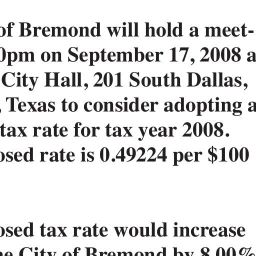 of Bremond will hold a meet-
0pm on September 17, 2008 a
City Hall, 201 South Dallas,
, Texas to consider adopting a
tax rate for tax year 2008.
osed rate is 0.49224 per $100
osed tax rate would increase
he City of Bremond by 8.00%